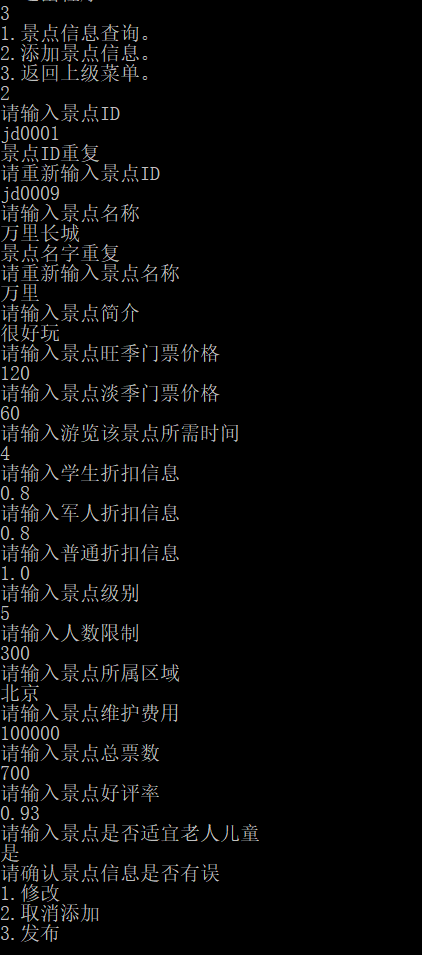 3
1.景点信息查询。
2.添加景点信息。
3.返回上级菜单。
2
请输入景点ID
jd0001
景点ID重复
请重新输入景点ID
jd0009
请输入景点名称
万里长城
景点名字重复
请重新输入景点名称
万里
请输入景点简介
很好玩
请输入景点旺季门票价格
120
请输入景点淡季门票价格
60
请输入游览该景点所需时间
4
请输入学生折扣信息
0.8
请输入军人折扣信息
0.8
请输入普通折扣信息
1.0
请输入景点级别
5
请输入人数限制
300
请输入景点所属区域
北京
请输入景点维护费用
100000
请输入景点总票数
700
请输入景点好评率
0.93
请输入景点是否适宜老人儿童
是
请确认景点信息是否有误
1.修改
2.取消添加
3.发布